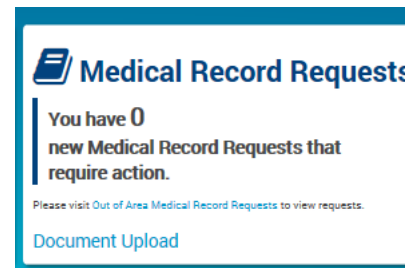 Medical Record Requests
You have 0
new Medical Record Requests that
require action.
Please visit Out of Area Medical Record Requests to view requests.
Document Upload